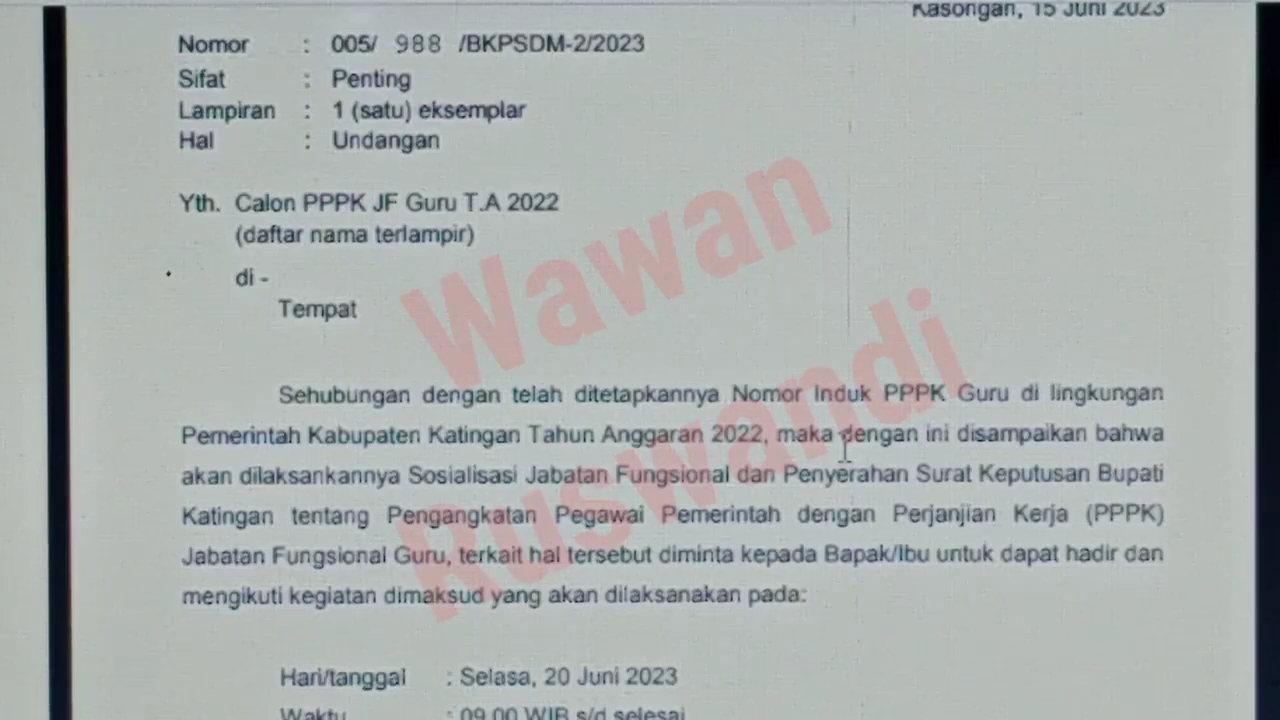 Kasongan, 15 Juni 2023
Nomor : 005/ 988 /BKPSDM-2/2023
Sifat : Penting
Lampiran : 1 (satu) eksemplar
Hal : Undangan
Yth. Calon PPPK JF Guru T.A 2022
(daftar nama terlampir)
di -
Tempat
Wawan
Ruswandi
Sehubungan dengan telah ditetapkannya Nomor Induk PPPK Guru di lingkungan
Pemerintah Kabupaten Katingan Tahun Anggaran 2022, maka dengan ini disampaikan bahwa
akan dilaksankannya Sosialisasi Jabatan Fungsional dan Penyerahan Surat Keputusan Bupati
Katingan tentang Pengangkatan Pegawai Pemerintah dengan Perjanjian Kerja (PPPK)
Jabatan Fungsional Guru, terkait hal tersebut diminta kepada Bapak/Ibu untuk dapat hadir dan
mengikuti kegiatan dimaksud yang akan dilaksanakan pada:
Hari/tanggal : Selasa, 20 Juni 2023
Waktu : 09.00 WIB s/d selesai